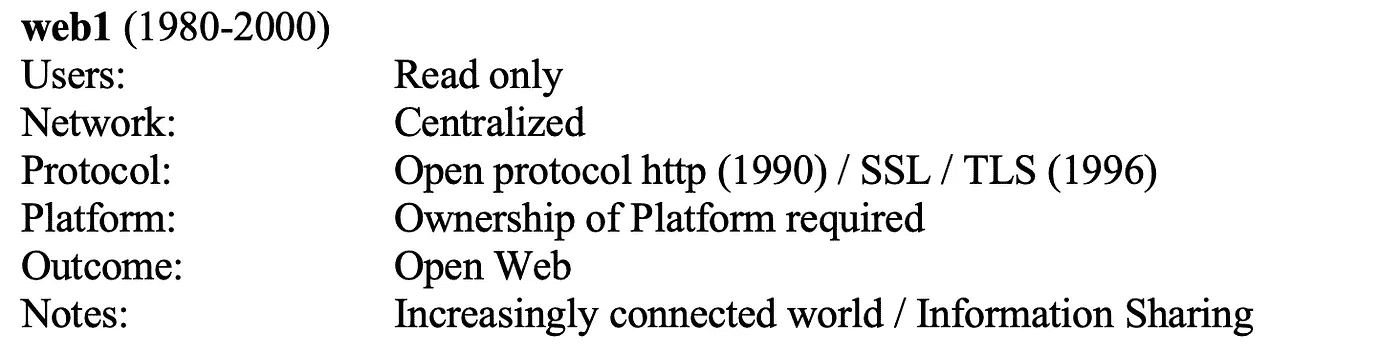 web1 (1980-2000)
Users: Read only
Network: Centralized
Protocol: Open protocol http (1990) / SSL / TLS (1996)
Platform: Ownership of Platform required
Outcome: Open Web
Notes: Increasingly connected world / Information Sharing